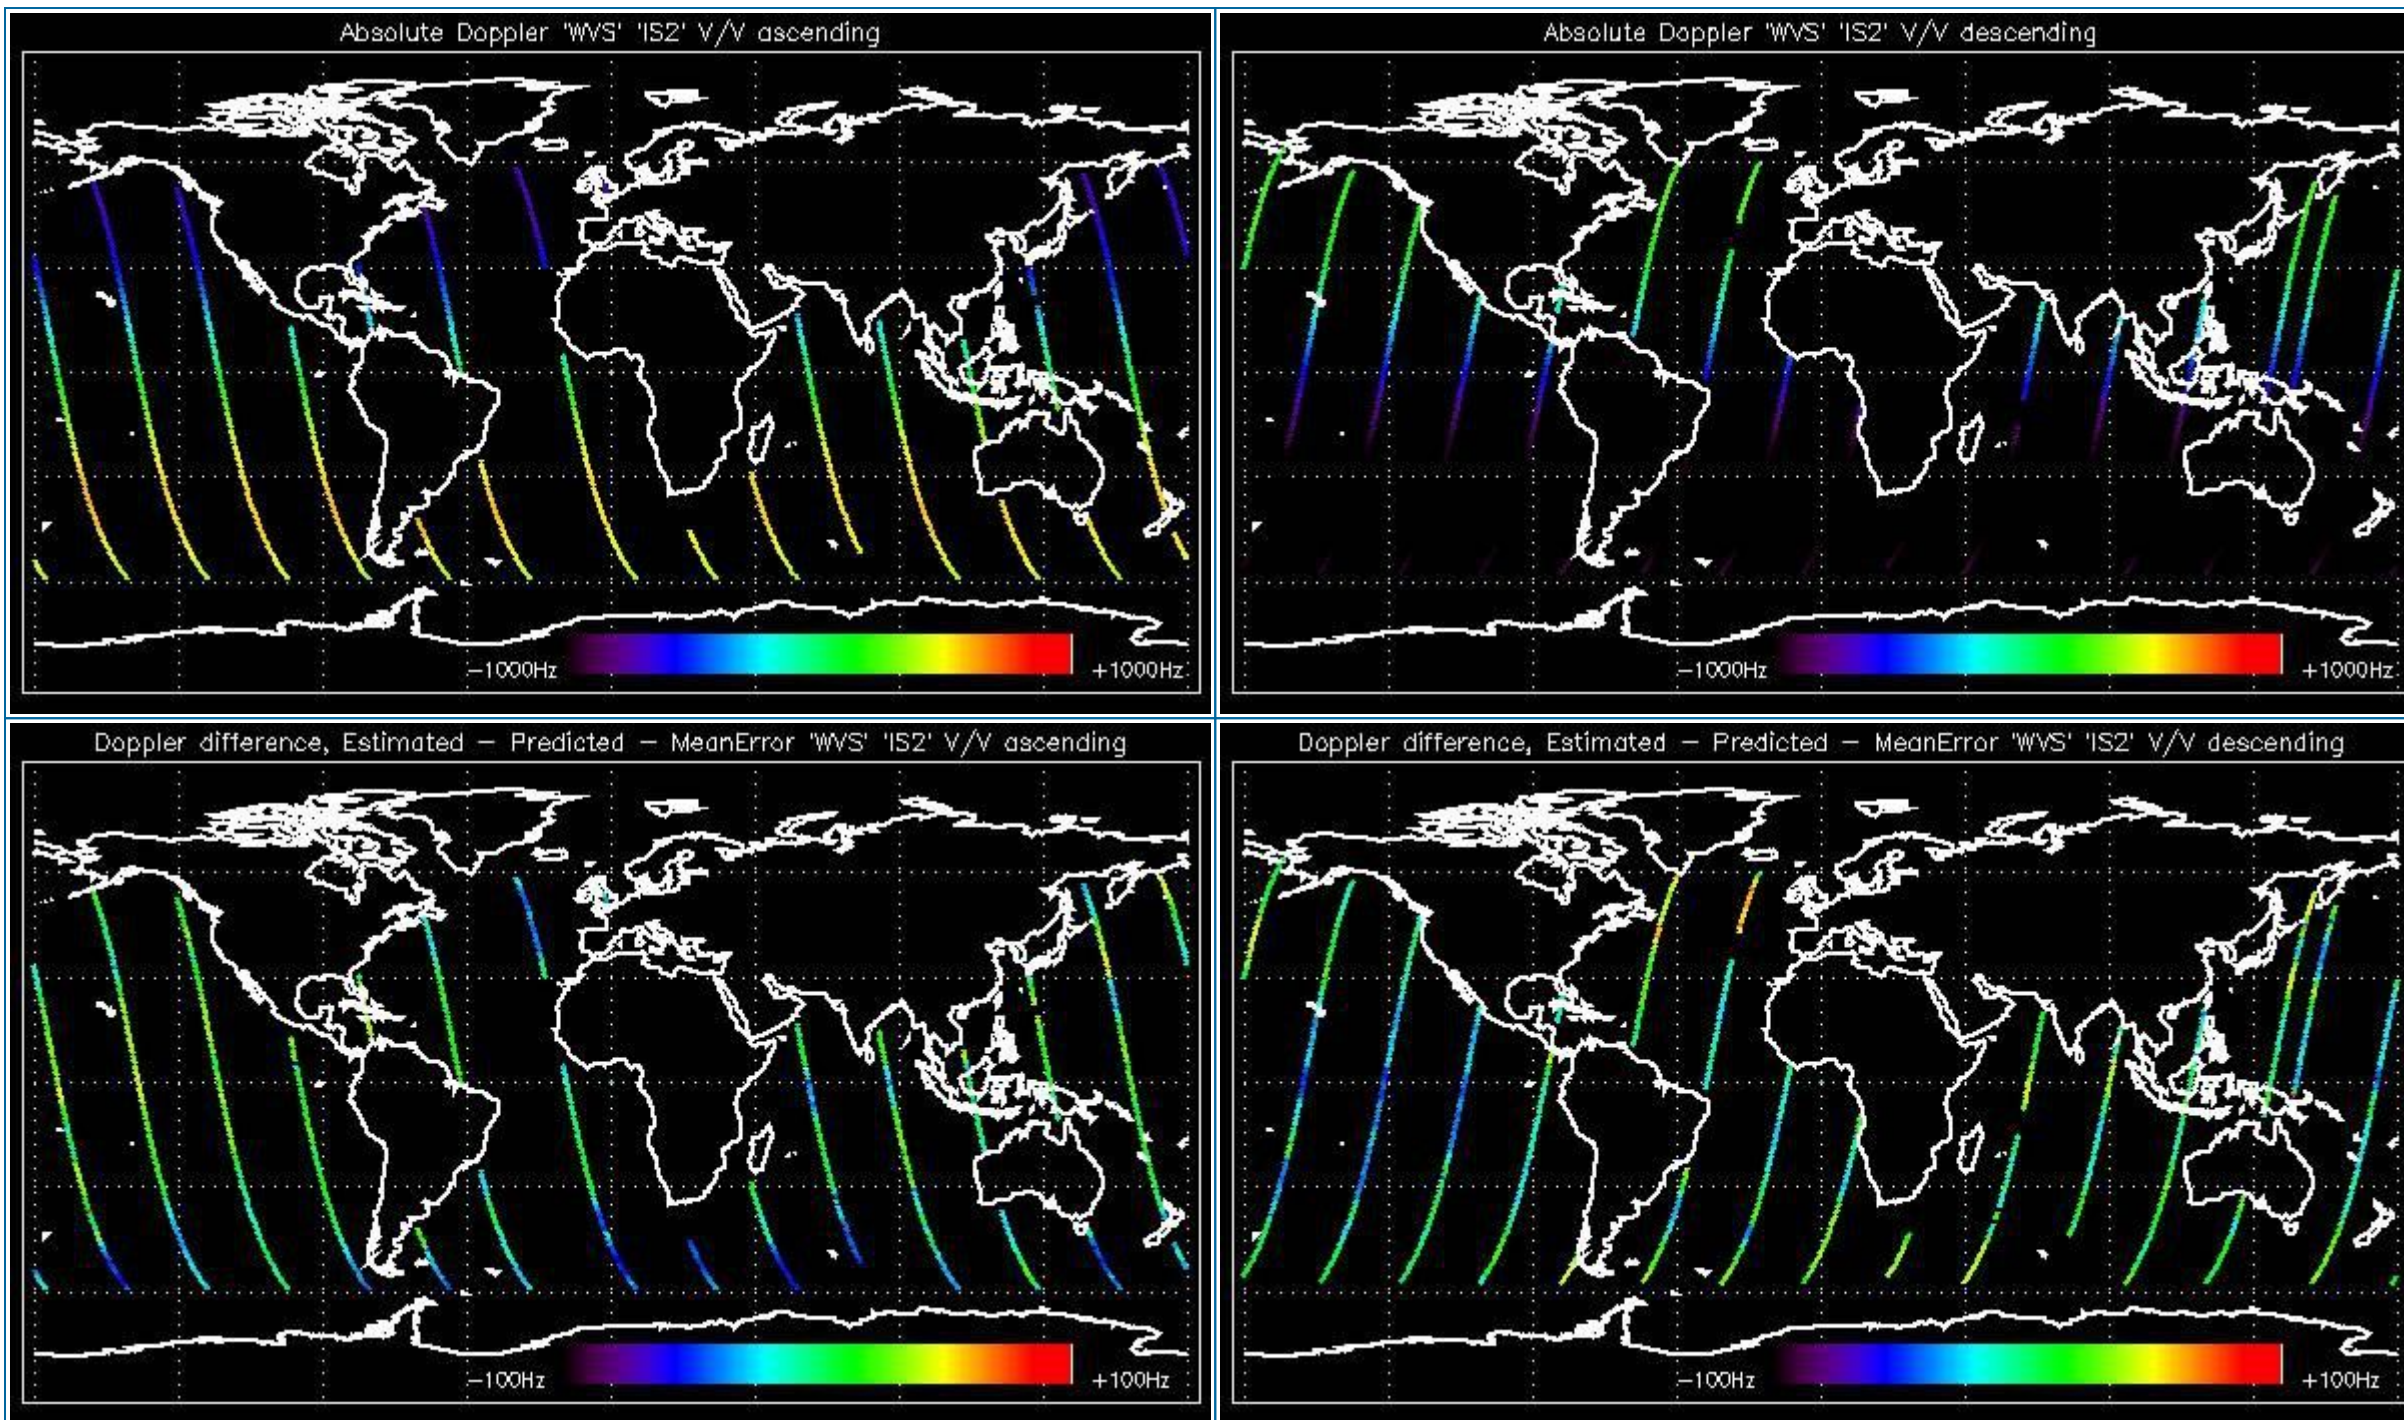 Absolute Doppler 'WVS' 'IS2' V/V ascending
-1000Hz
+1000Hz
Absolute Doppler 'WVS' 'IS2' V/V descending
-1000Hz
+1000Hz
Doppler difference, Estimated - Predicted - MeanError 'WVS' 'IS2' V/V ascending
-100Hz
+100Hz
Doppler difference, Estimated - Predicted - MeanError 'WVS' 'IS2' V/V descending
-100Hz
+100Hz